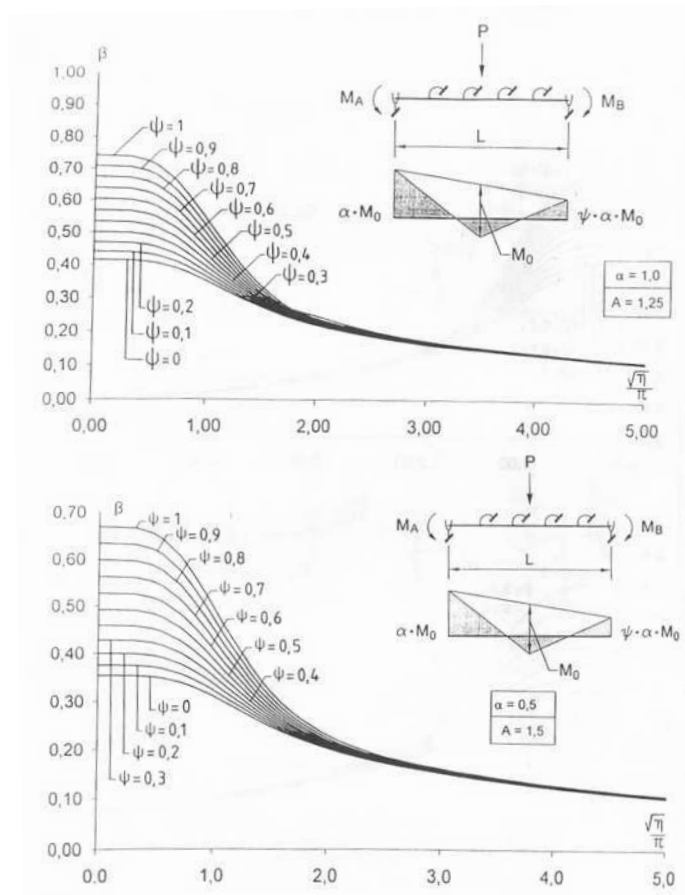 β
1,00
0,90
0,80
0,70
0,60
0,50
0,40
0,30
0,20
0,10
0,00
ψ = 1
ψ = 0,9
ψ = 0,8
ψ = 0,7
ψ = 0,6
ψ = 0,5
ψ = 0,4
ψ = 0,3
ψ = 0,2
ψ = 0,1
ψ = 0
0,00 1,00 2,00 3,00 4,00 5,00
√η/π
P
M_A M_B
L
α · M₀ ψ · α · M₀
M₀
α = 1,0
A = 1,25
β
0,70
0,60
0,50
0,40
0,30
0,20
0,10
0,00
ψ = 1
ψ = 0,9
ψ = 0,8
ψ = 0,7
ψ = 0,6
ψ = 0,5
ψ = 0,4
ψ = 0
ψ = 0,1
ψ = 0,2
ψ = 0,3
0,0 1,0 2,0 3,0 4,0 5,0
√η/π
P
M_A M_B
L
α · M₀ ψ · α · M₀
M₀
α = 0,5
A = 1,5